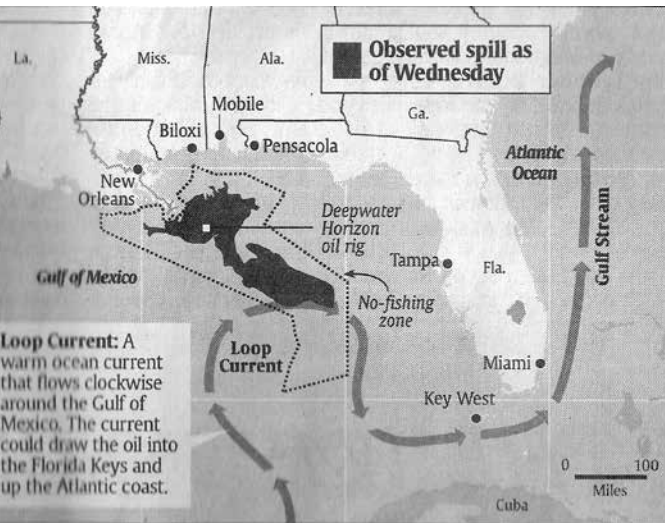 La.
Miss.
Ala.
Ga.
Observed spill as
of Wednesday
Mobile
Biloxi
Pensacola
New
Orleans
Atlantic
Ocean
Deepwater
Horizon
oil rig
Gulf Stream
Tampa
Fla.
Gulf of Mexico
No-fishing
zone
Loop
Current
Loop Current: A
warm ocean current
that flows clockwise
around the Gulf of
Mexico. The current
could draw the oil into
the Florida Keys and
up the Atlantic coast.
Miami
Key West
0 100
Miles
Cuba